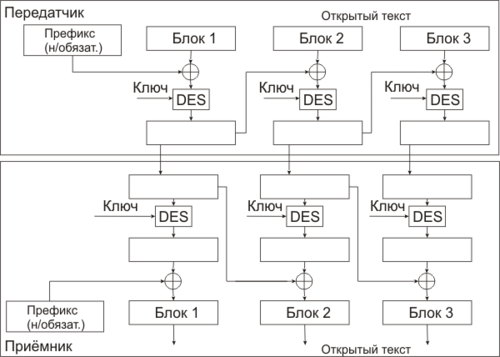 Передатчик
Открытый текст
Префикс
(н/обязат.)
Блок 1
Блок 2
Блок 3
Ключ
DES
Ключ
DES
Ключ
DES
Ключ
DES
Ключ
DES
Ключ
DES
Префикс
(н/обязат.)
Блок 1
Блок 2
Блок 3
Приёмник
Открытый текст